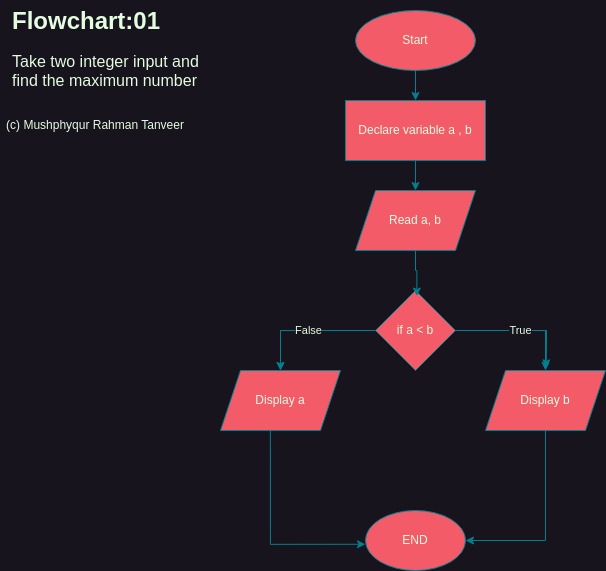 Flowchart:01
Take two integer input and
find the maximum number
(c) Mushphyqur Rahman Tanveer
Start
Declare variable a , b
Read a, b
if a < b
False
True
Display a
Display b
END